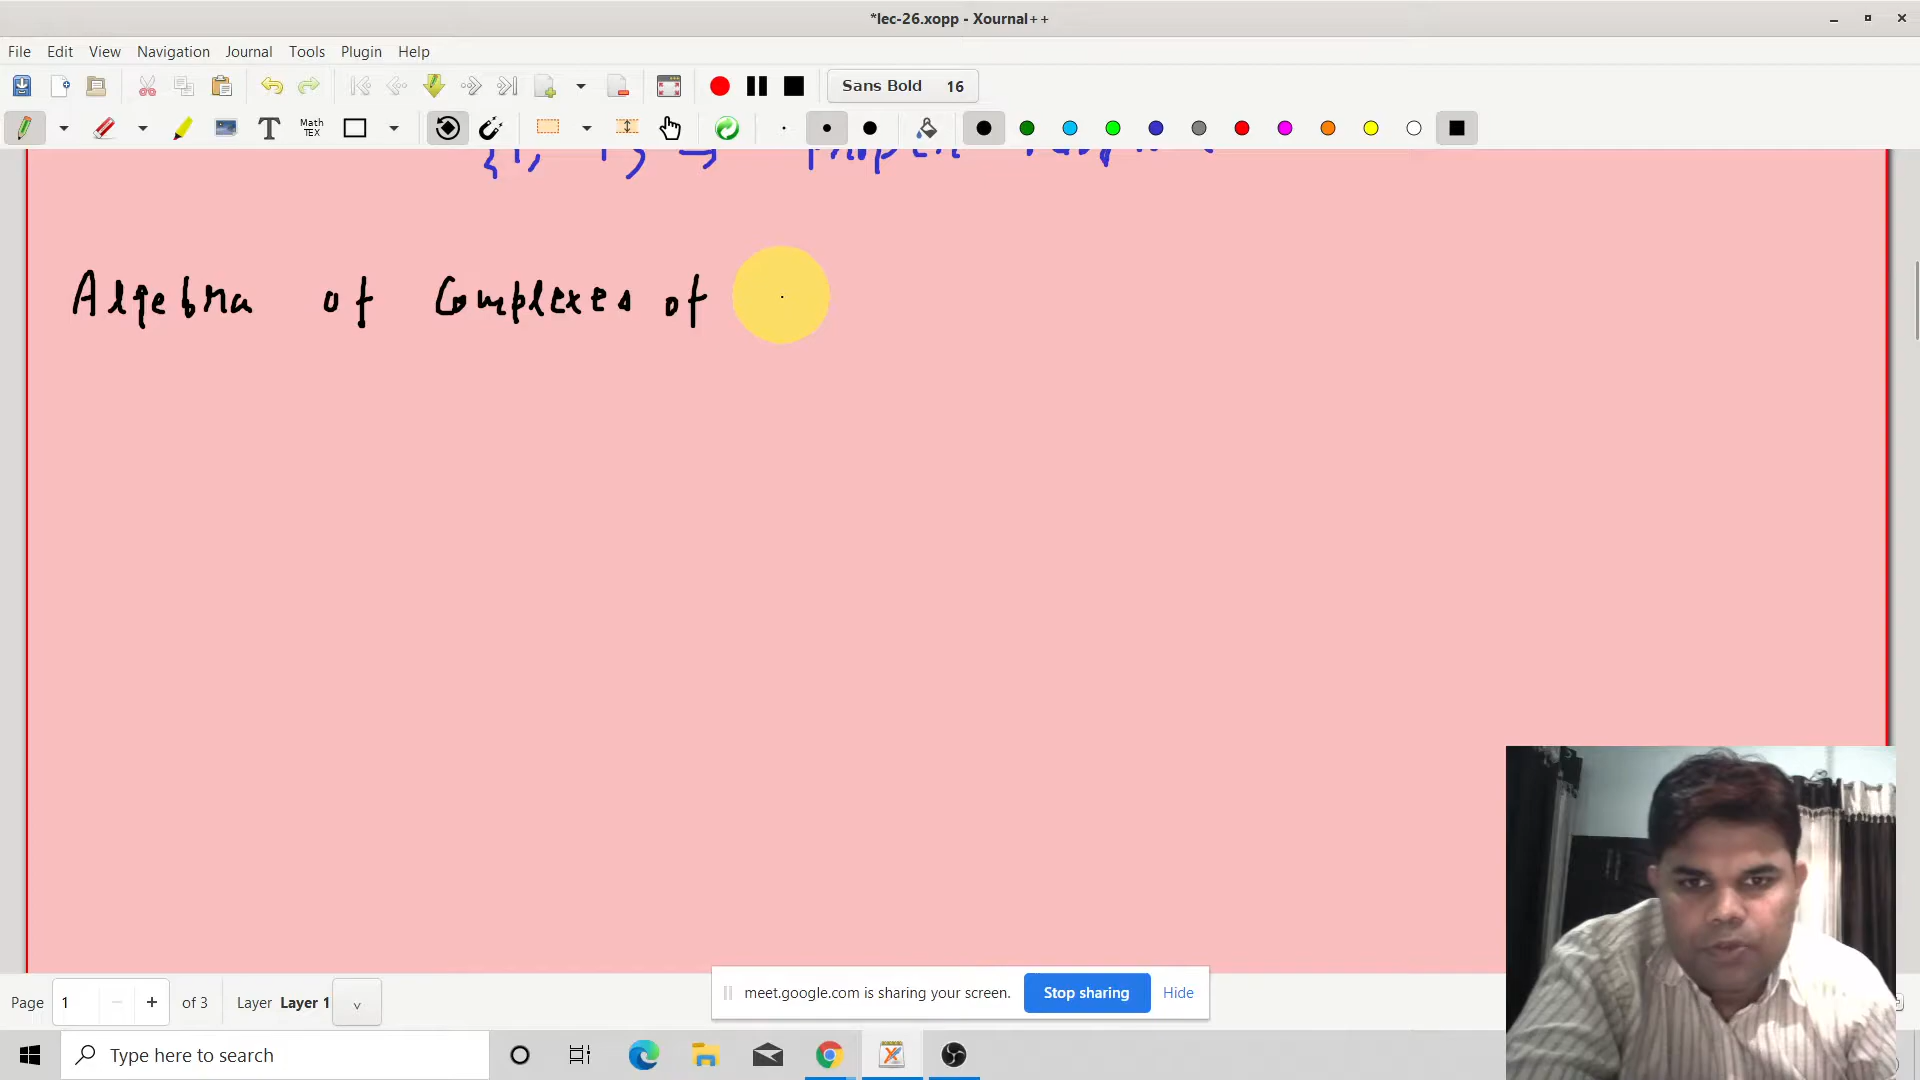 *lec-26.xopp - Xournal++
File Edit View Navigation Journal Tools Plugin Help
Sans Bold 16
Math
TEX
Algebra of Complexes of
meet.google.com is sharing your screen. Stop sharing Hide
Page 1 of 3 Layer Layer 1
Type here to search